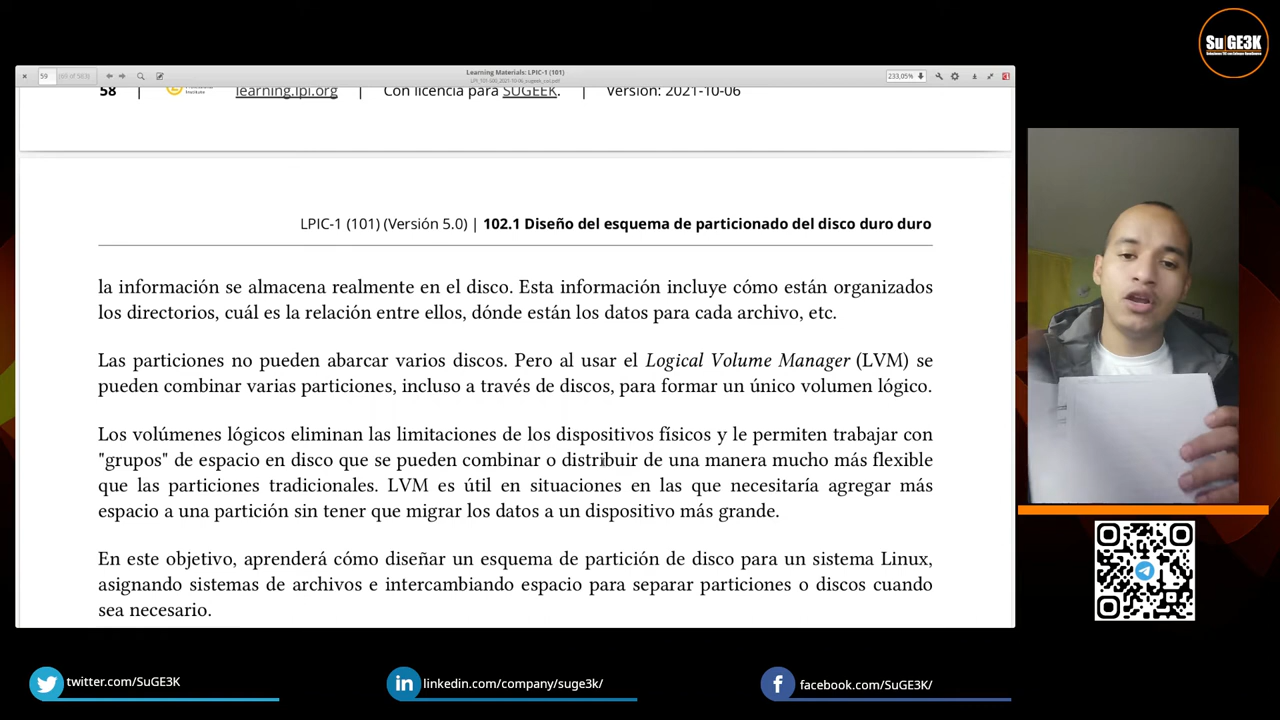 Su GE3K
59
(69 of 583)
Learning Materials: LPIC-1 (101)
233,05%
58 | learning.lpi.org | Con licencia para SUGEEK. | Version: 2021-10-06
LPIC-1 (101) (Versión 5.0) | 102.1 Diseño del esquema de particionado del disco duro duro
la información se almacena realmente en el disco. Esta información incluye cómo están organizados
los directorios, cuál es la relación entre ellos, dónde están los datos para cada archivo, etc.
Las particiones no pueden abarcar varios discos. Pero al usar el Logical Volume Manager (LVM) se
pueden combinar varias particiones, incluso a través de discos, para formar un único volumen lógico.
Los volúmenes lógicos eliminan las limitaciones de los dispositivos físicos y le permiten trabajar con
"grupos" de espacio en disco que se pueden combinar o distribuir de una manera mucho más flexible
que las particiones tradicionales. LVM es útil en situaciones en las que necesitaría agregar más
espacio a una partición sin tener que migrar los datos a un dispositivo más grande.
En este objetivo, aprenderá cómo diseñar un esquema de partición de disco para un sistema Linux,
asignando sistemas de archivos e intercambiando espacio para separar particiones o discos cuando
sea necesario.
twitter.com/SuGE3K
linkedin.com/company/suge3k/
facebook.com/SuGE3K/